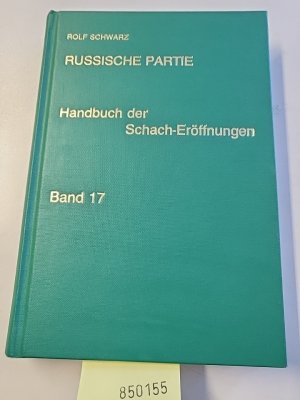 ROLF SCHWARZ
RUSSISCHE PARTIE
Handbuch der
Schach-Eröffnungen
Band 17
850155